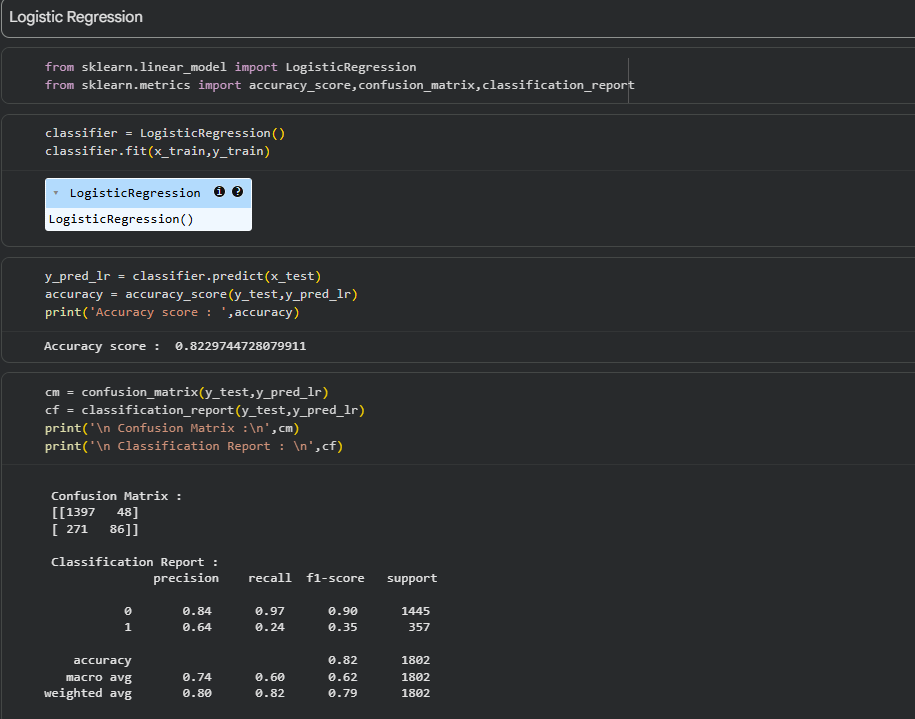 Logistic Regression
from sklearn.linear_model import LogisticRegression
from sklearn.metrics import accuracy_score,confusion_matrix,classification_report
classifier = LogisticRegression()
classifier.fit(x_train,y_train)
LogisticRegression
LogisticRegression()
y_pred_lr = classifier.predict(x_test)
accuracy = accuracy_score(y_test,y_pred_lr)
print('Accuracy score : ',accuracy)
Accuracy score :  0.8229744728079911
cm = confusion_matrix(y_test,y_pred_lr)
cf = classification_report(y_test,y_pred_lr)
print('\n Confusion Matrix :\n',cm)
print('\n Classification Report : \n',cf)
Confusion Matrix :
[[1397   48]
[ 271   86]]
Classification Report :
precision    recall  f1-score   support
0       0.84      0.97      0.90      1445
1       0.64      0.24      0.35       357
accuracy                           0.82      1802
macro avg       0.74      0.60      0.62      1802
weighted avg       0.80      0.82      0.79      1802